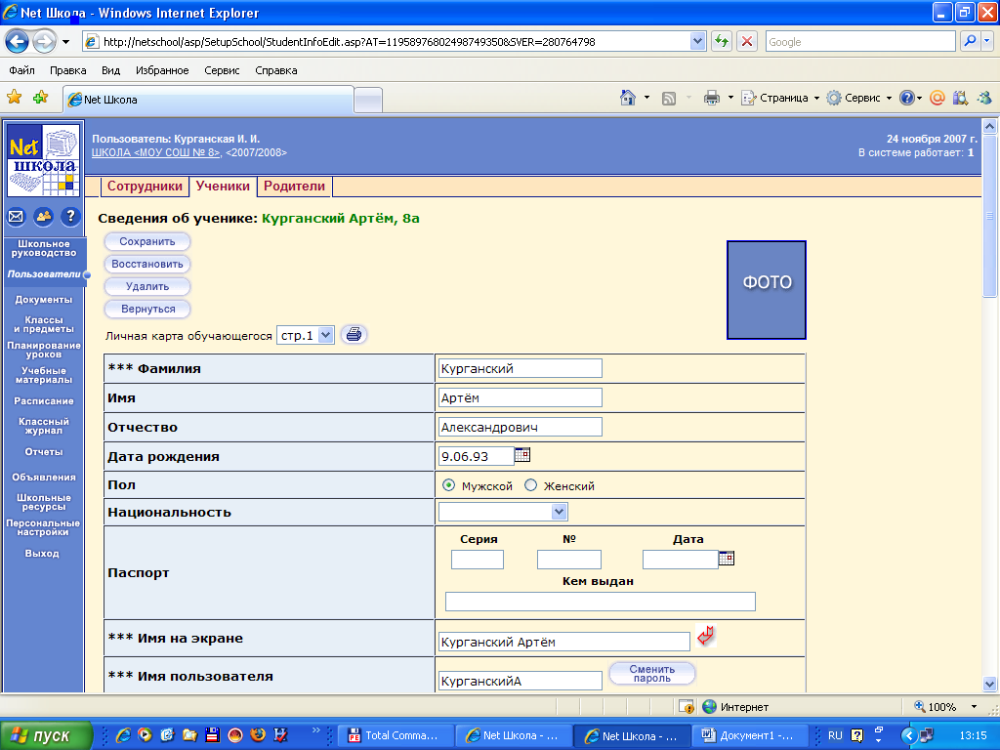 Net Школа - Windows Internet Explorer
http://netschool/asp/SetupSchool/StudentInfoEdit.asp?AT=11958976802498749350&SVER=280764798
Google
Файл Правка Вид Избранное Сервис Справка
Net Школа
Страница Сервис
Net школа
Пользователь: Курганская И. И.
24 ноября 2007 г.
ШКОЛА <МОУ СОШ № 8>, <2007/2008>
В системе работает: 1
Сотрудники Ученики Родители
Школьное
руководство
Пользователи
Документы
Классы
и предметы
Планирование
уроков
Учебные
материалы
Расписание
Классный
журнал
Отчеты
Объявления
Школьные
ресурсы
Персональные
настройки
Выход
Сведения об ученике: Курганский Артём, 8а
Сохранить
Восстановить
Удалить
Вернуться
ФОТО
Личная карта обучающегося стр.1
*** Фамилия Курганский
Имя Артём
Отчество Александрович
Дата рождения 9.06.93
Пол Мужской Женский
Национальность
Паспорт
Серия № Дата
Кем выдан
*** Имя на экране Курганский Артём
*** Имя пользователя КурганскийА
Сменить
пароль
Интернет 100%
пуск
Total Comma...
Net Школа - ...
Net Школа - ...
Документ1 -...
RU
13:15